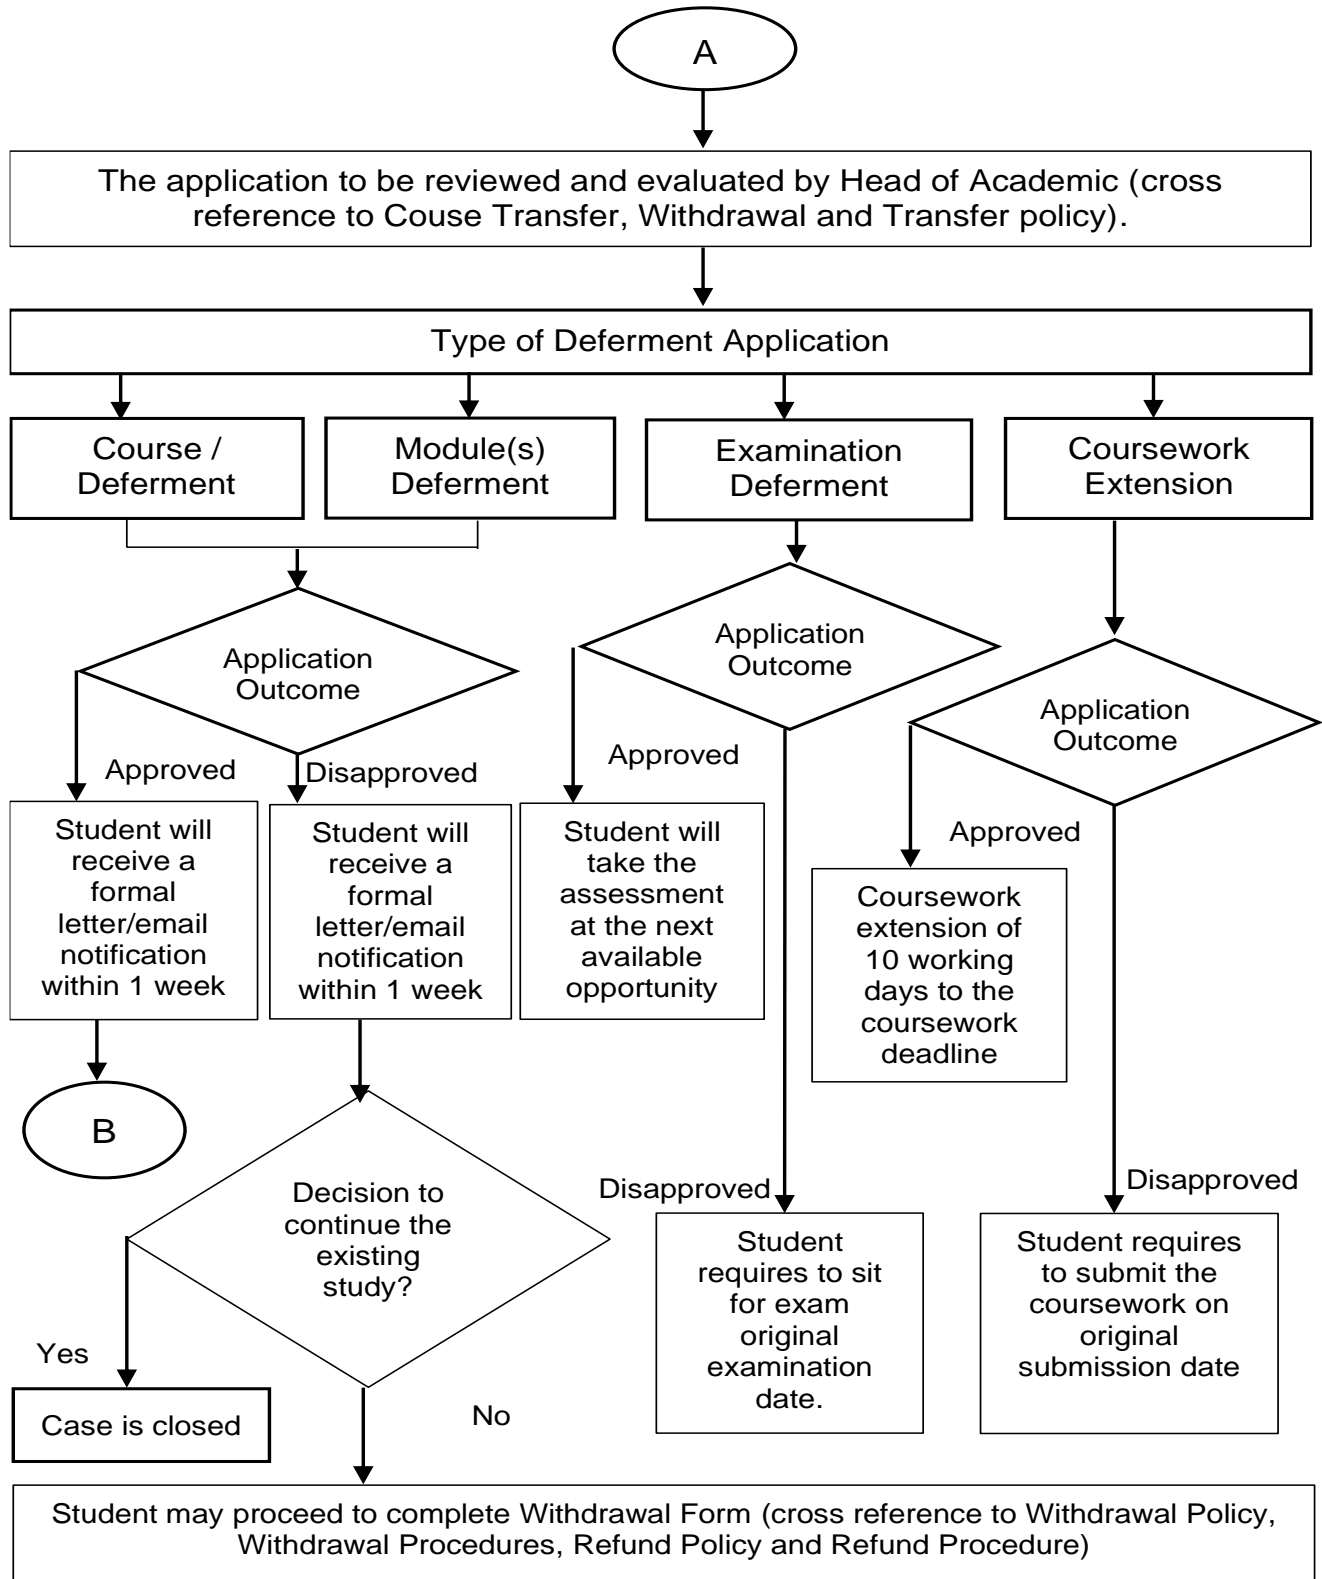 A
The application to be reviewed and evaluated by Head of Academic (cross
reference to Couse Transfer, Withdrawal and Transfer policy).
Type of Deferment Application
Course /
Deferment
Module(s)
Deferment
Examination
Deferment
Coursework
Extension
Application
Outcome
Application
Outcome
Application
Outcome
Approved
Disapproved
Approved
Approved
Student will
receive a
formal
letter/email
notification
within 1 week
Student will
receive a
formal
letter/email
notification
within 1 week
Student will
take the
assessment
at the next
available
opportunity
Coursework
extension of
10 working
days to the
coursework
deadline
B
Decision to
continue the
existing
study?
Disapproved
Disapproved
Student
requires to sit
for exam
original
examination
date.
Student requires
to submit the
coursework on
original
submission date
Yes
No
Case is closed
Student may proceed to complete Withdrawal Form (cross reference to Withdrawal Policy,
Withdrawal Procedures, Refund Policy and Refund Procedure)